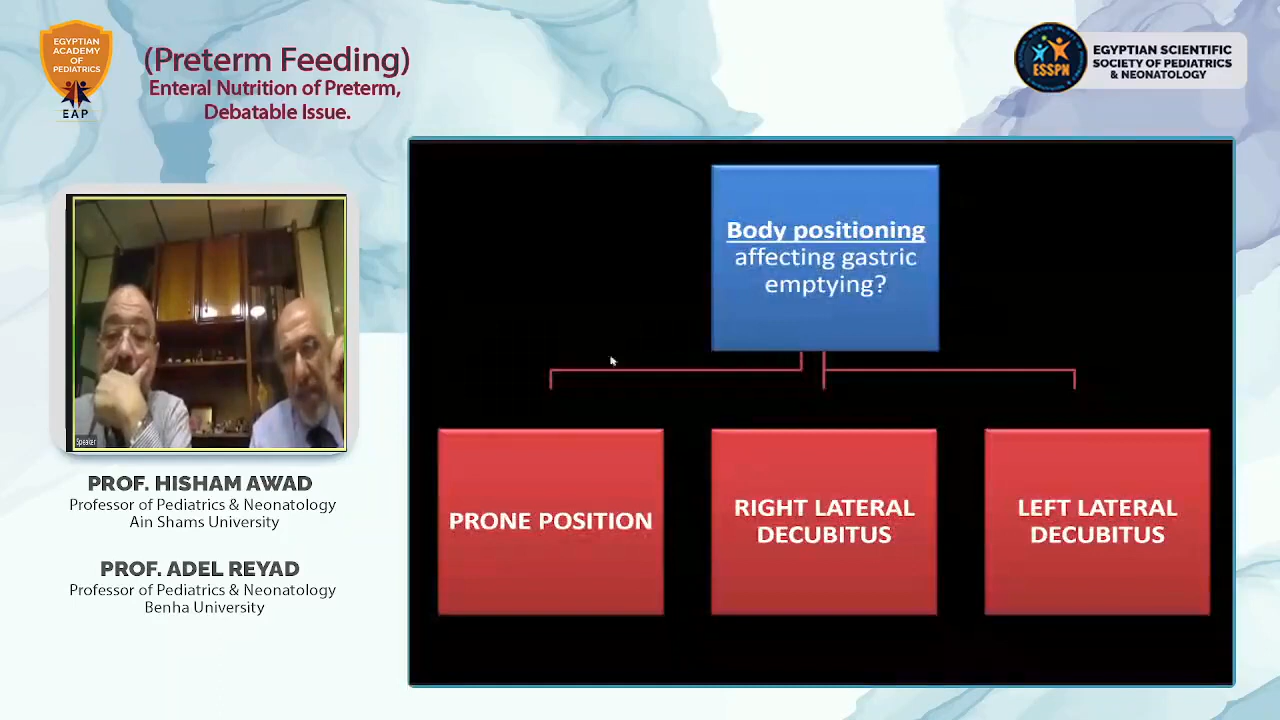 EGYPTIAN
ACADEMY
OF
PEDIATRICS
EAP
(Preterm Feeding)
Enteral Nutrition of Preterm,
Debatable Issue.
ESSPN
EGYPTIAN SCIENTIFIC
SOCIETY OF PEDIATRICS
& NEONATOLOGY
Speaker
PROF. HISHAM AWAD
Professor of Pediatrics & Neonatology
Ain Shams University
PROF. ADEL REYAD
Professor of Pediatrics & Neonatology
Benha University
Body positioning
affecting gastric
emptying?
PRONE POSITION
RIGHT LATERAL
DECUBITUS
LEFT LATERAL
DECUBITUS